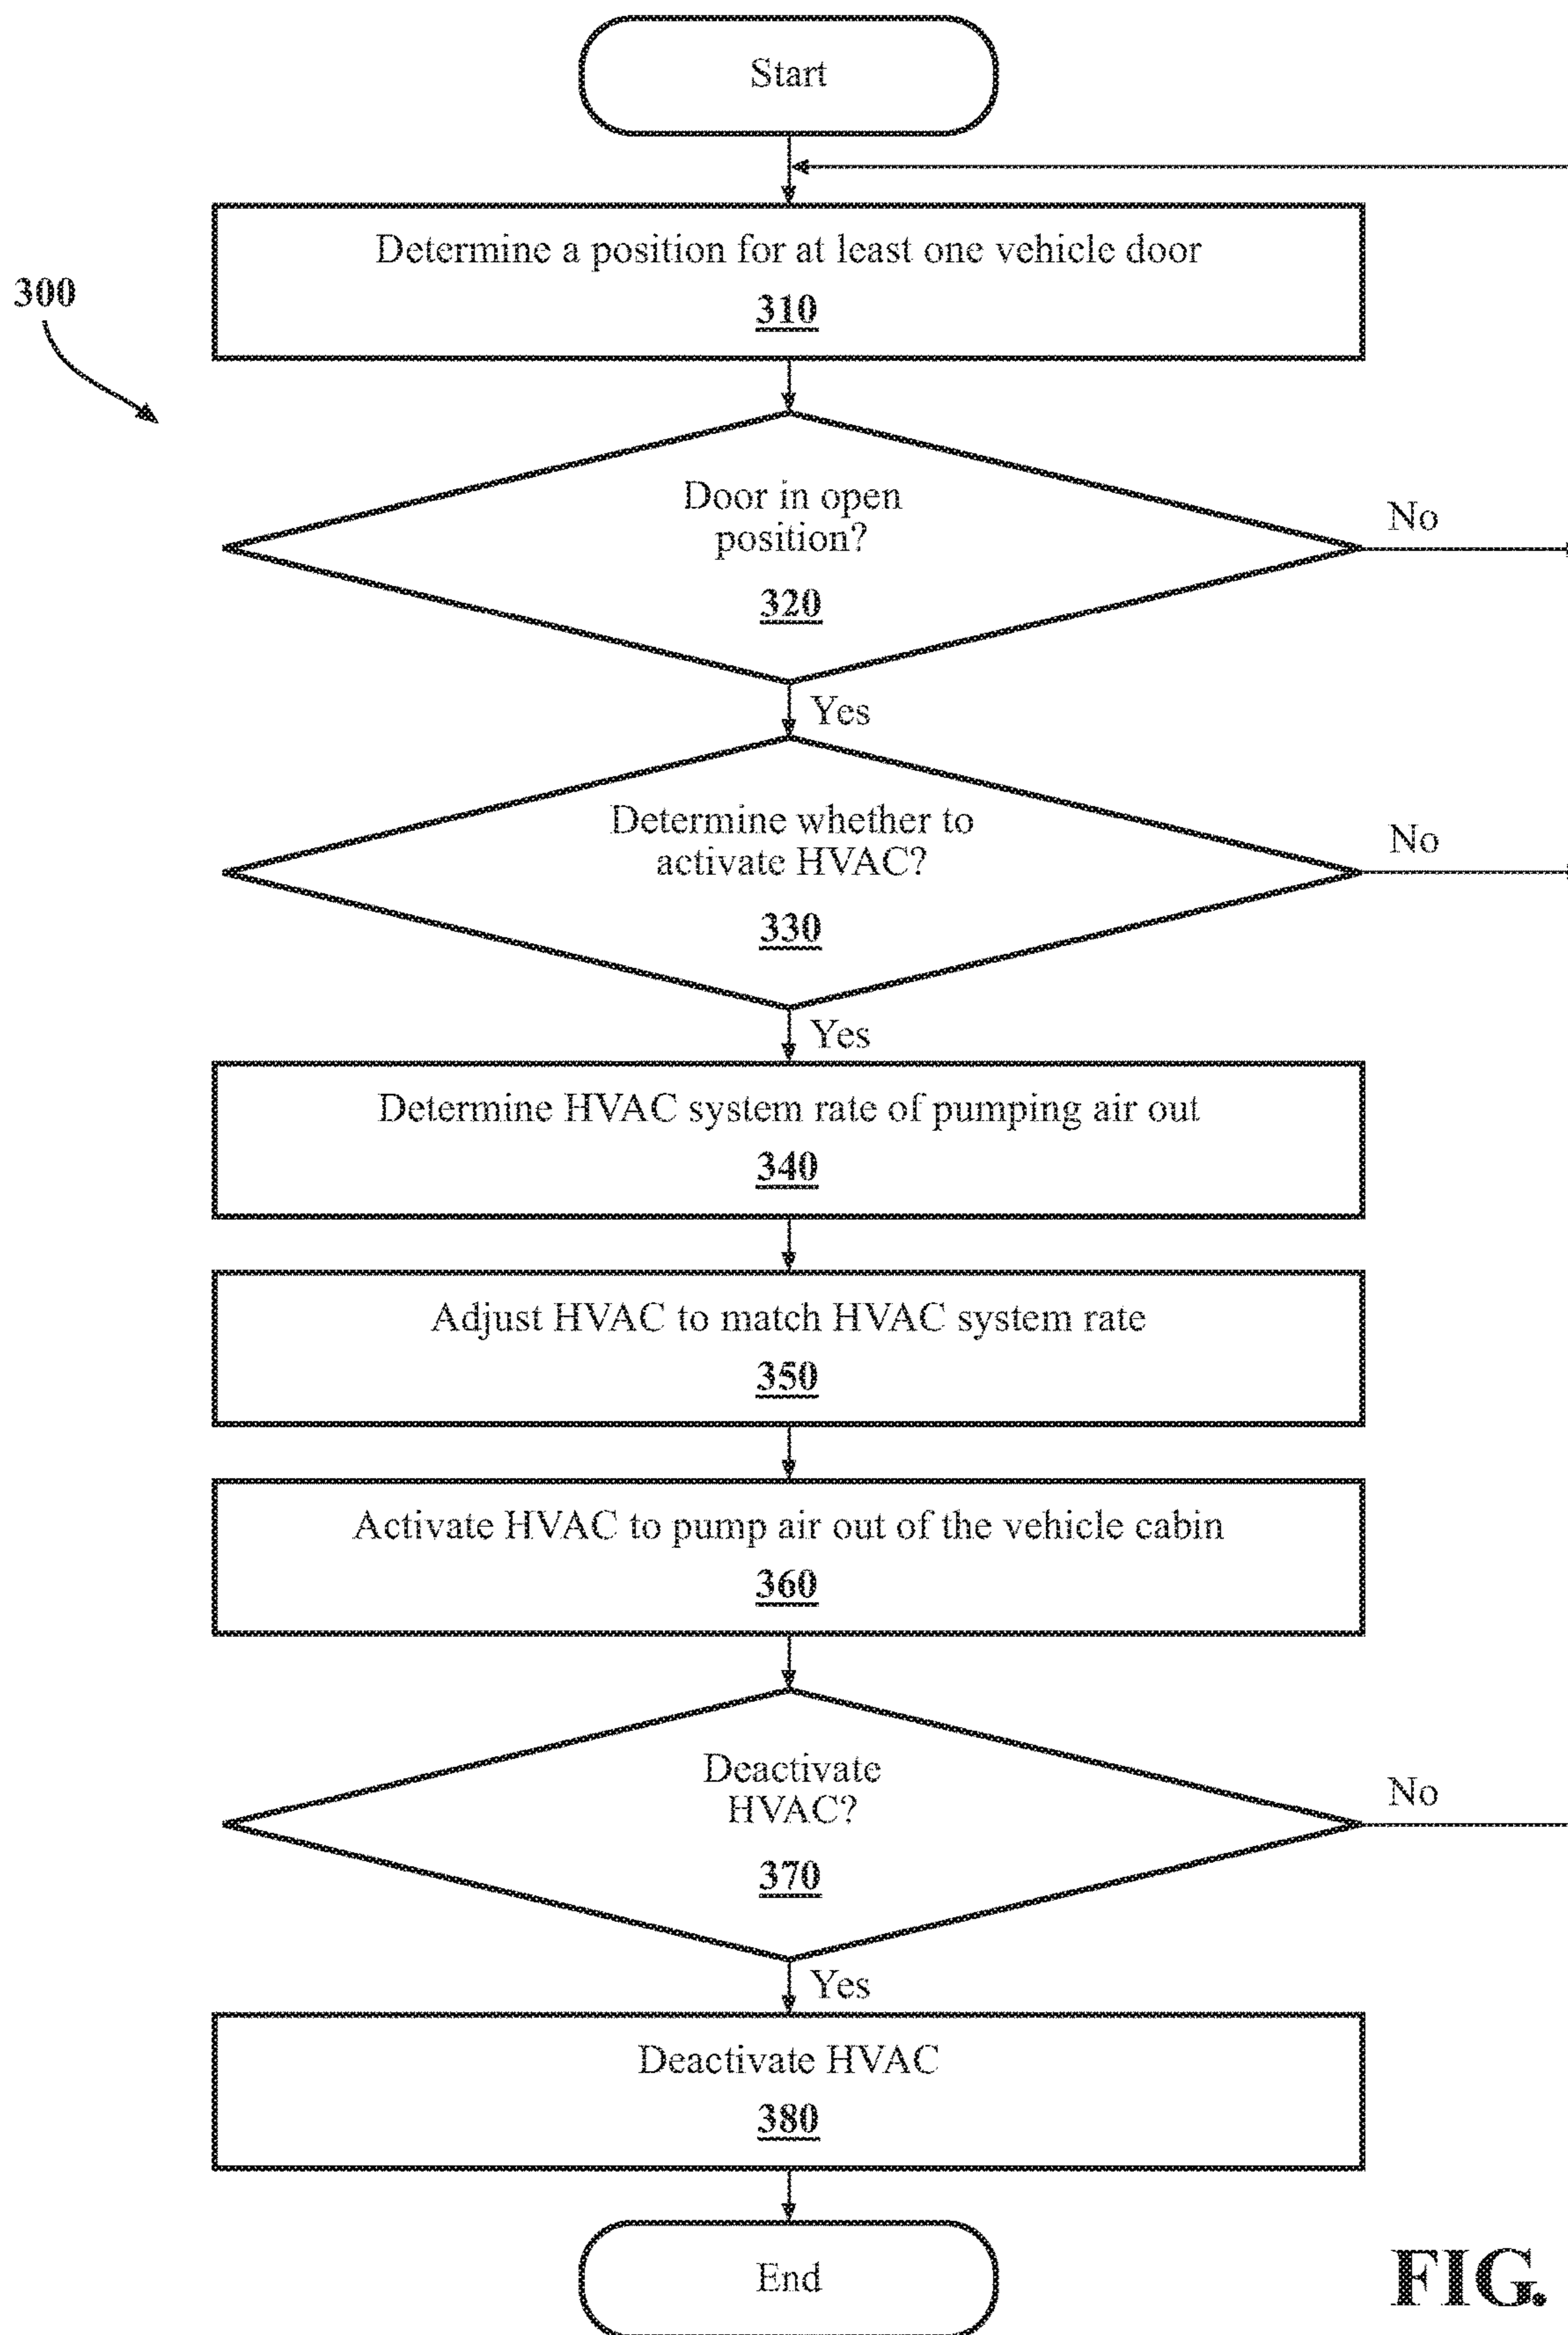 Start
Determine a position for at least one vehicle door
310
300
Door in open
position?
320
No
Yes
Determine whether to
activate HVAC?
330
No
Yes
Determine HVAC system rate of pumping air out
340
Adjust HVAC to match HVAC system rate
350
Activate HVAC to pump air out of the vehicle cabin
360
Deactivate
HVAC?
370
No
Yes
Deactivate HVAC
380
End
FIG.